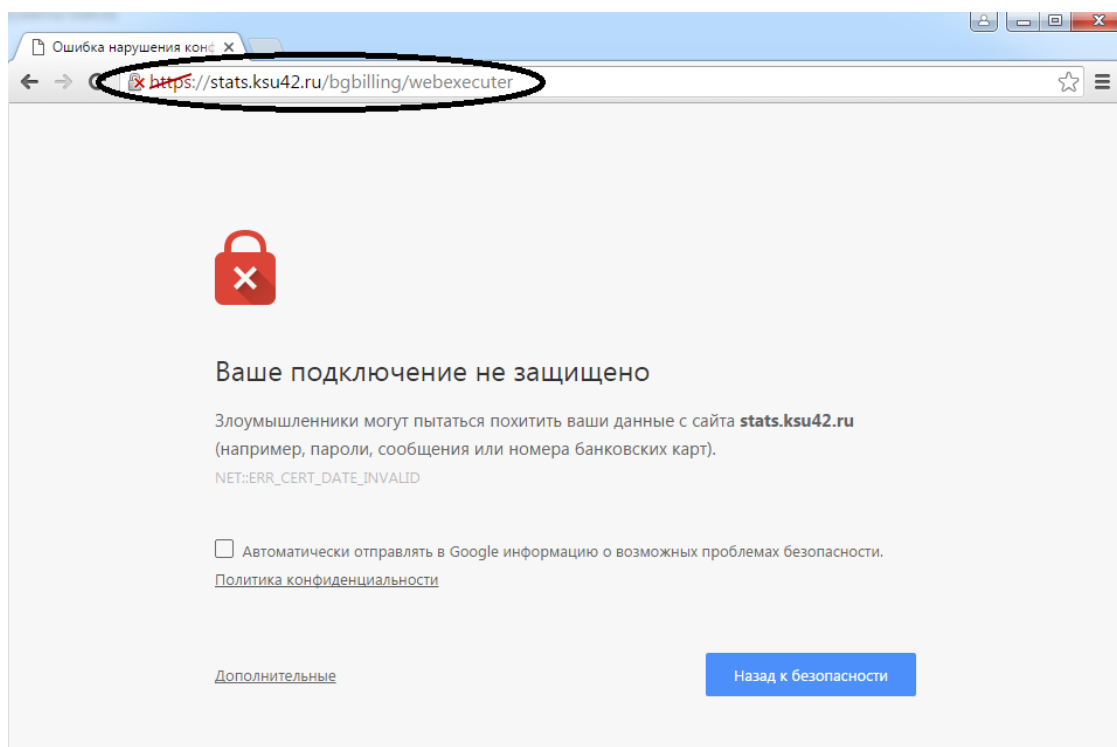 Ошибка нарушения конф
https://stats.ksu42.ru/bgbilling/webexecuter
Ваше подключение не защищено
Злоумышленники могут пытаться похитить ваши данные с сайта stats.ksu42.ru
(например, пароли, сообщения или номера банковских карт).
NET::ERR_CERT_DATE_INVALID
Автоматически отправлять в Google информацию о возможных проблемах безопасности.
Политика конфиденциальности
Дополнительные
Назад к безопасности